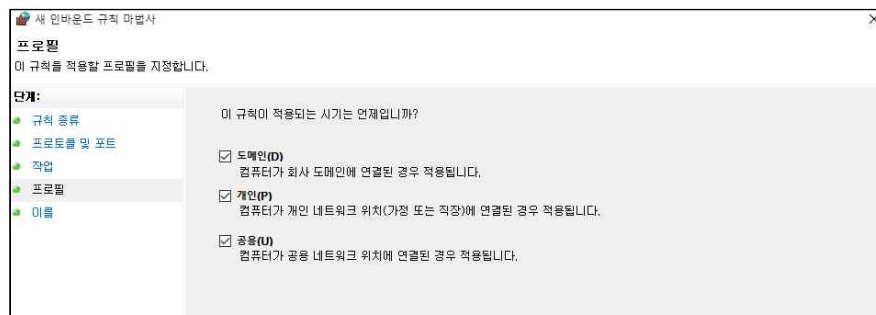 새 인바운드 규칙 마법사
프로필
이 규칙을 적용할 프로필을 지정합니다.
단계:
규칙 종류
프로토콜 및 포트
작업
프로필
이름
이 규칙이 적용되는 시기는 언제입니까?
도메인(D)
컴퓨터가 회사 도메인에 연결된 경우 적용됩니다.
개인(P)
컴퓨터가 개인 네트워크 위치(가정 또는 직장)에 연결된 경우 적용됩니다.
공용(U)
컴퓨터가 공용 네트워크 위치에 연결된 경우 적용됩니다.